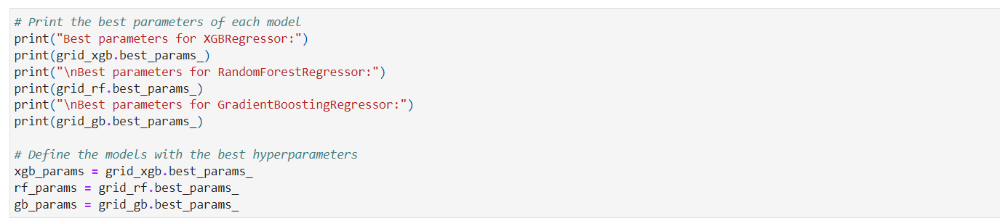 # Print the best parameters of each model
print("Best parameters for XGBRegressor:")
print(grid_xgb.best_params_)
print("\nBest parameters for RandomForestRegressor:")
print(grid_rf.best_params_)
print("\nBest parameters for GradientBoostingRegressor:")
print(grid_gb.best_params_)

# Define the models with the best hyperparameters
xgb_params = grid_xgb.best_params_
rf_params = grid_rf.best_params_
gb_params = grid_gb.best_params_